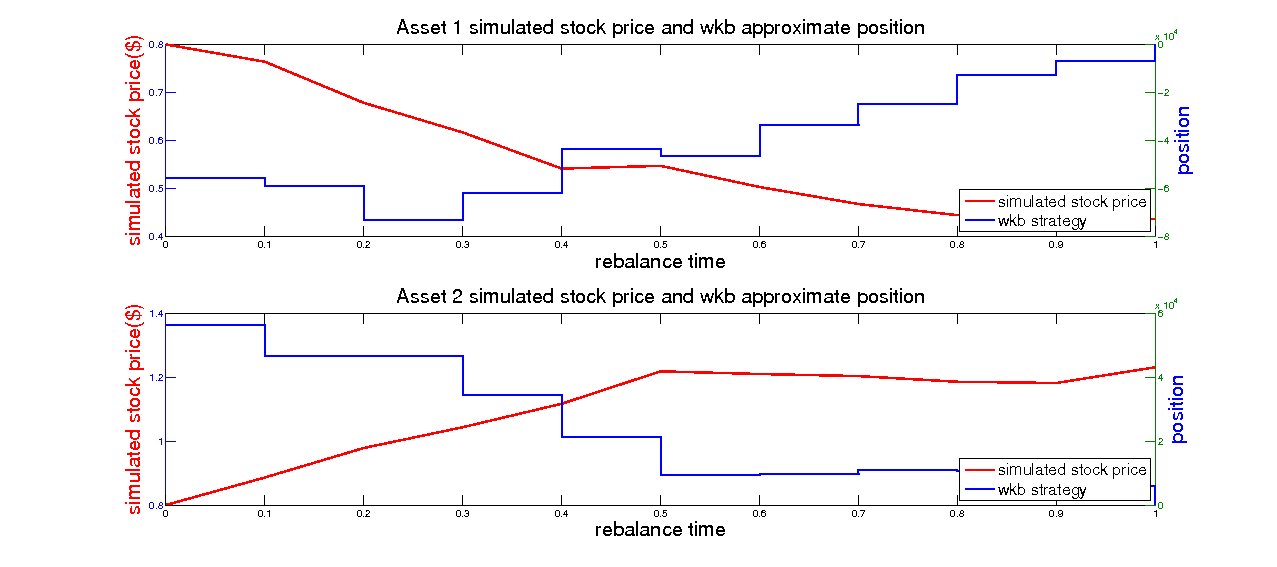 Asset 1 simulated stock price and wkb approximate position
x 10^4
simulated stock price($)
0.8
0.7
0.6
0.5
0.4
0
-2
-4
-6
-8
position
simulated stock price
wkb strategy
0 0.1 0.2 0.3 0.4 0.5 0.6 0.7 0.8 0.9 1
rebalance time
Asset 2 simulated stock price and wkb approximate position
x 10^4
simulated stock price($)
1.4
1.2
1
0.8
6
4
2
0
position
simulated stock price
wkb strategy
0 0.1 0.2 0.3 0.4 0.5 0.6 0.7 0.8 0.9 1
rebalance time